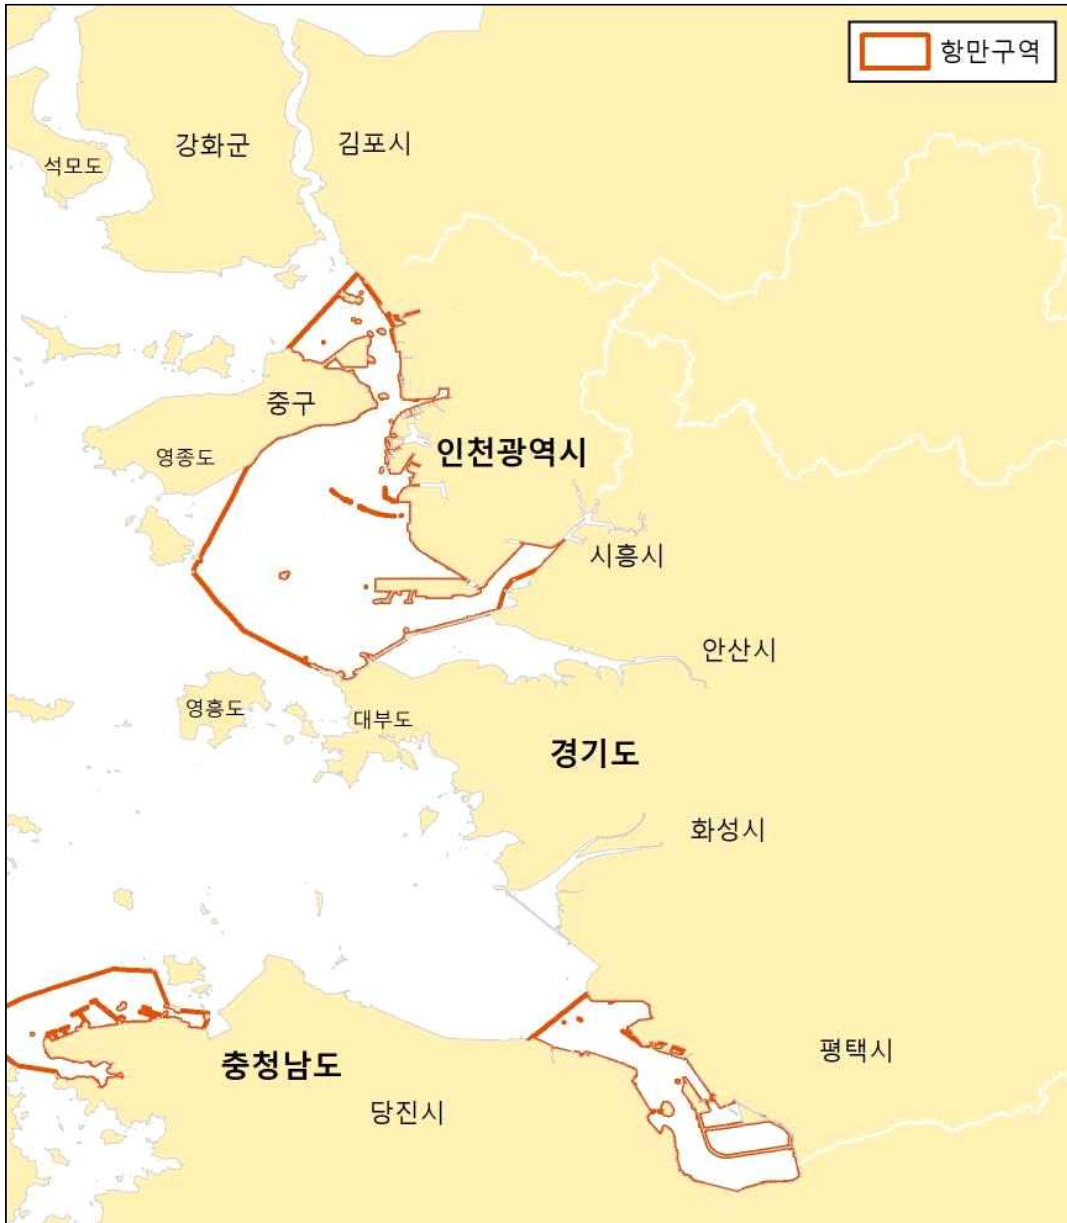 항만구역
강화군
김포시
석모도
중구
영종도
인천광역시
시흥시
안산시
영흥도
대부도
경기도
화성시
충청남도
평택시
당진시